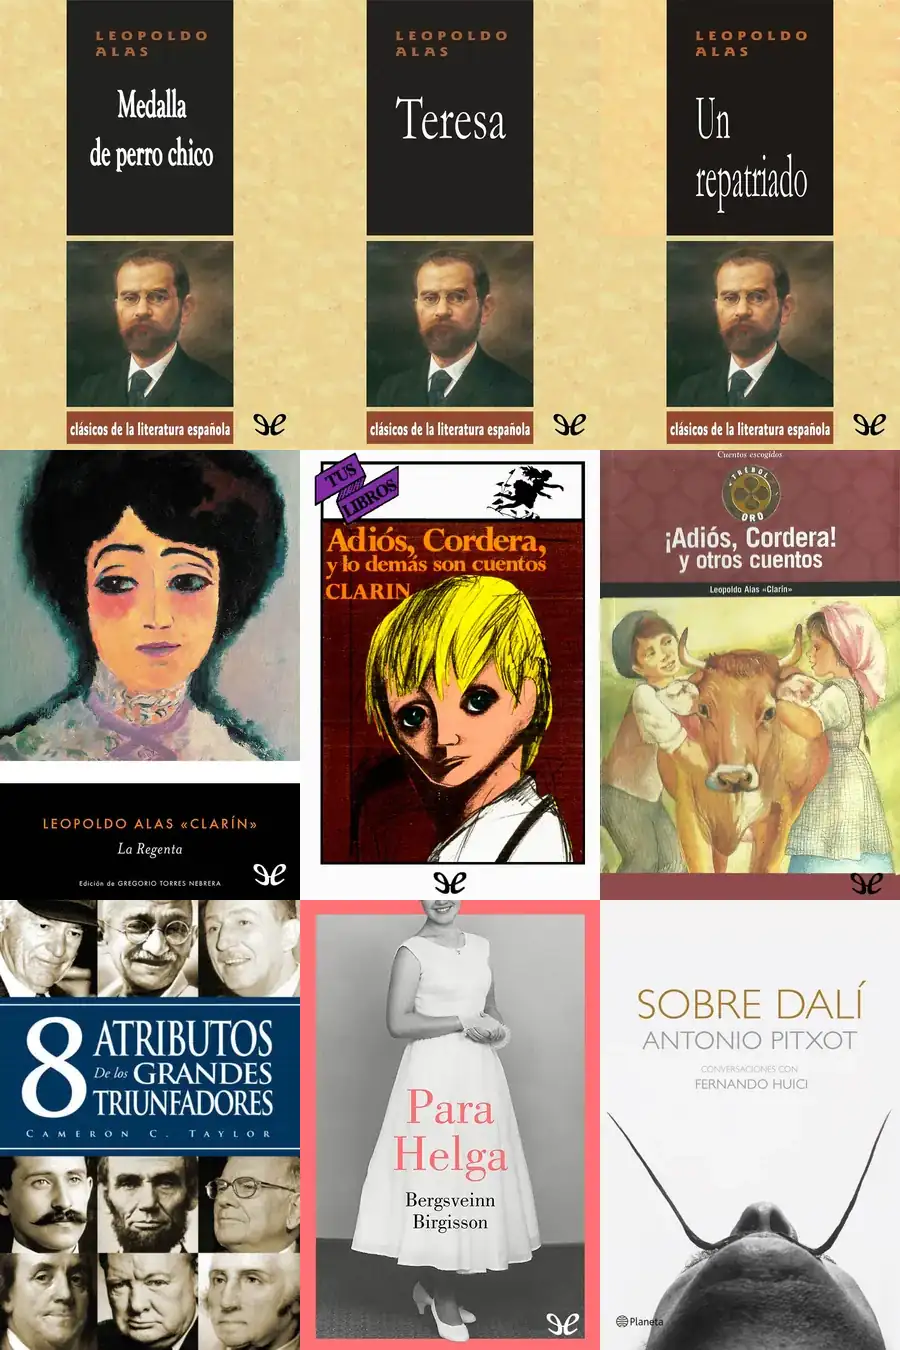 LEOPOLDO
ALAS
Medalla
de perro chico
clásicos de la literatura española
LEOPOLDO
ALAS
Teresa
clásicos de la literatura española
LEOPOLDO
ALAS
Un
repatriado
clásicos de la literatura española
LEOPOLDO ALAS «CLARÍN»
La Regenta
Edición de GREGORIO TORRES NEBRERA
TUS
LIBROS
Adiós, Cordera,
y lo demás son cuentos
CLARIN
Cuentos escogidos
TRÉBOL
ORO
¡Adiós, Cordera!
y otros cuentos
Leopoldo Alas «Clarín»
8 ATRIBUTOS
De los GRANDES
TRIUNFADORES
CAMERON C. TAYLOR
Para
Helga
Bergsveinn
Birgisson
SOBRE DALÍ
ANTONIO PITXOT
CONVERSACIONES CON
FERNANDO HUICI
Planeta